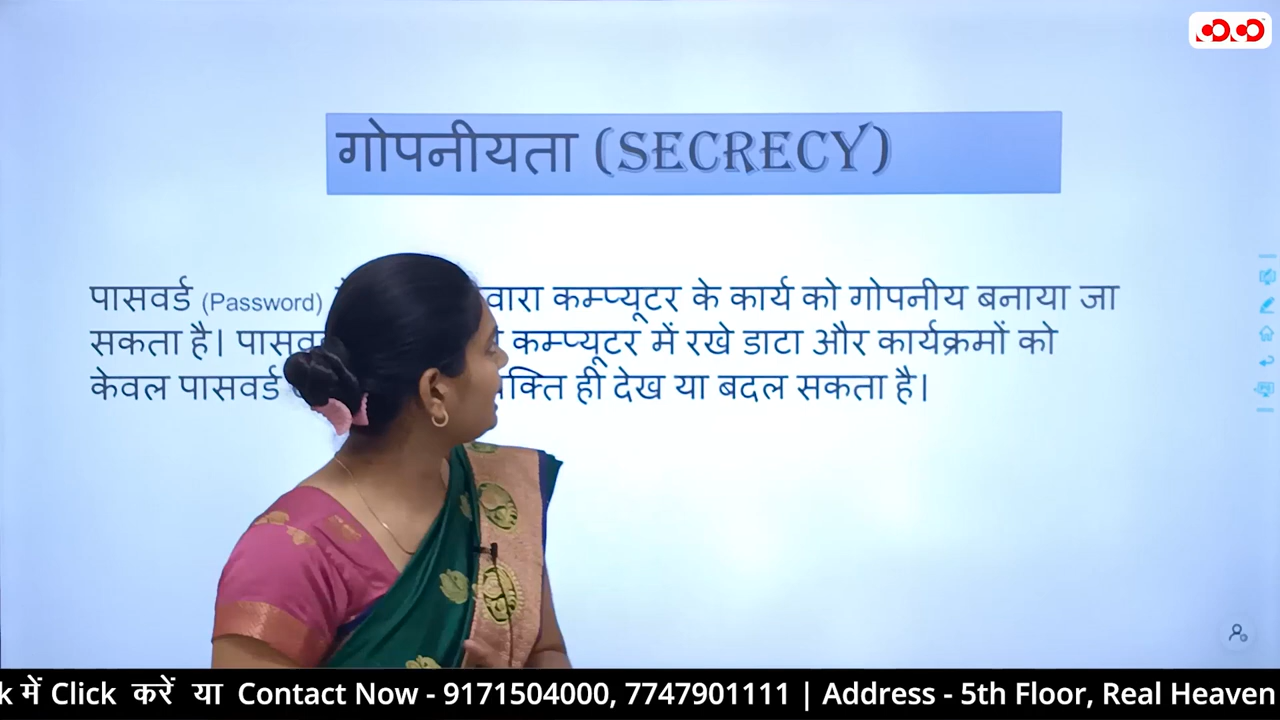 गोपनीयता (SECRECY)
पासवर्ड (Password) कम्प्यूटर के कार्य को गोपनीय बनाया जा
सकता है। कम्प्यूटर में रखे डाटा और कार्यक्रमों को
केवल पासवर्ड ही देख या बदल सकता है।
में Click करें या Contact Now - 9171504000, 7747901111 | Address - 5th Floor, Real Heaven